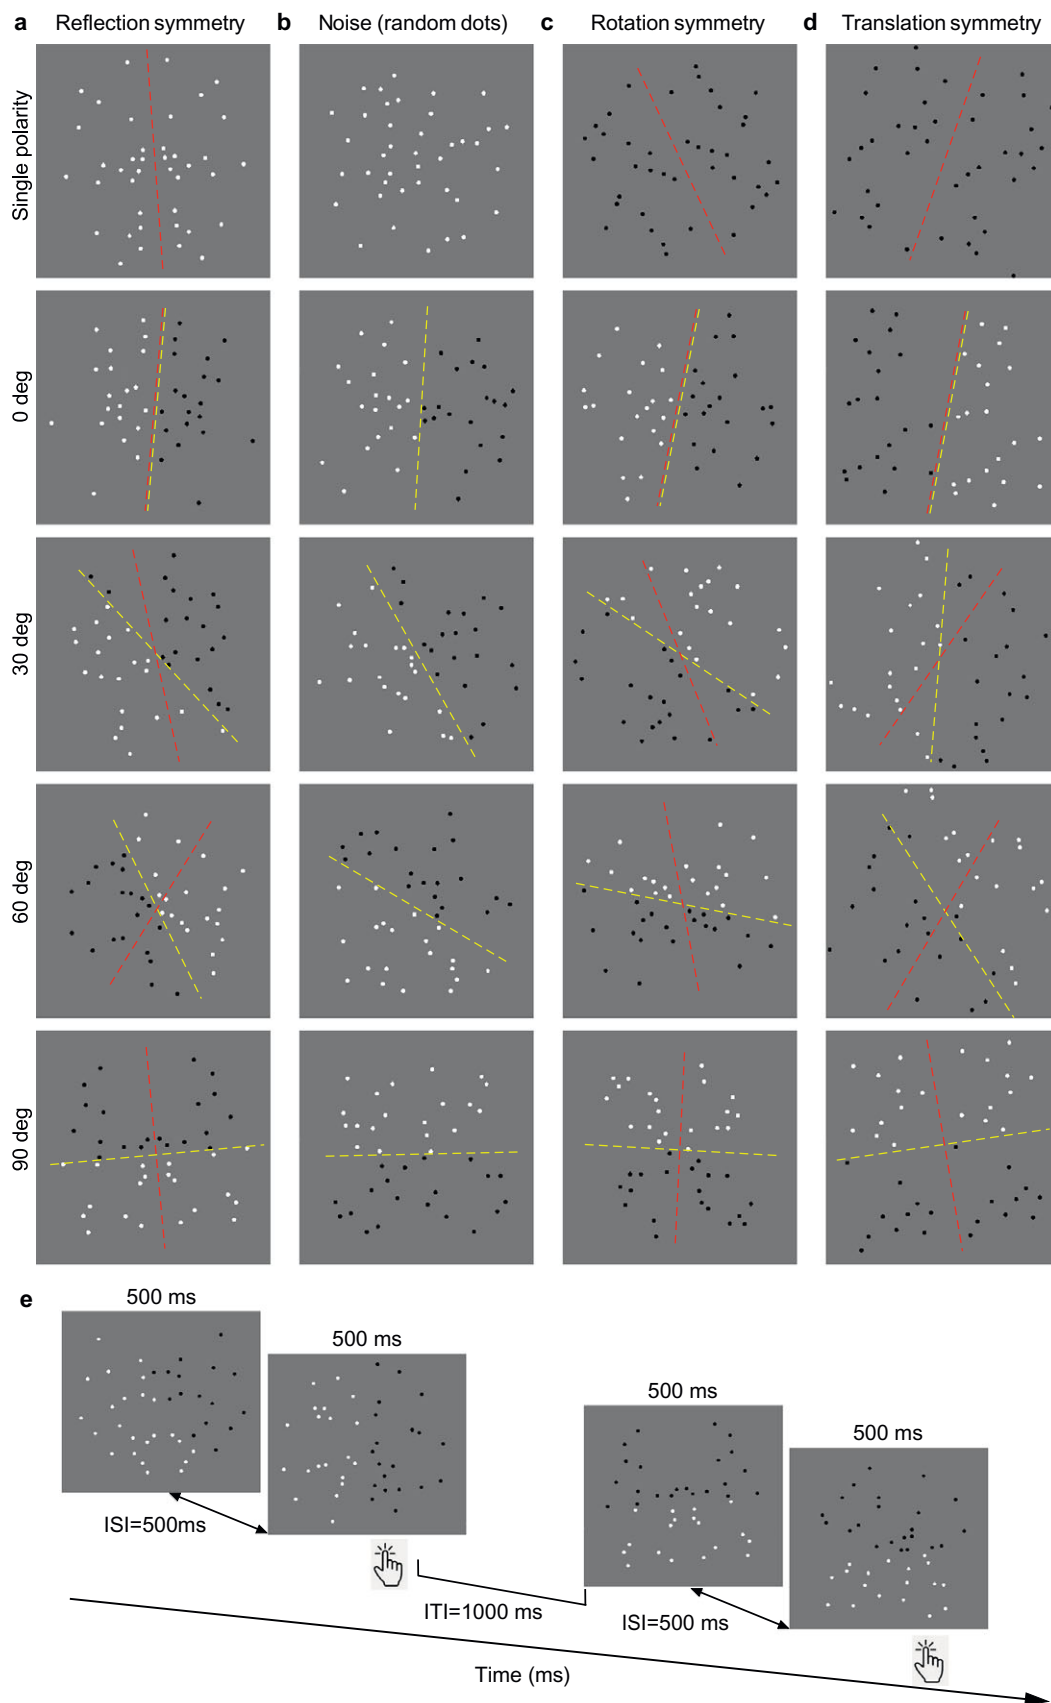 a Reflection symmetry b Noise (random dots) c Rotation symmetry d Translation symmetry
Single polarity
0 deg
30 deg
60 deg
90 deg
e
500 ms
500 ms
500 ms
500 ms
ISI=500ms
ITI=1000 ms
ISI=500 ms
Time (ms)